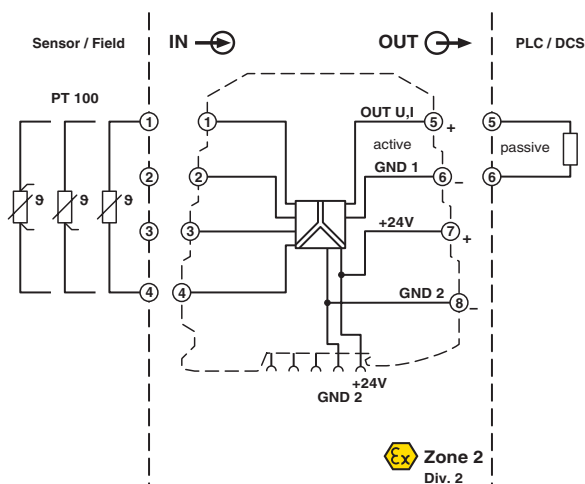 Sensor / Field
IN
OUT
PLC / DCS
PT 100
1
2
3
4
ϑ
ϑ
ϑ
1
2
3
4
OUT U,I
5
+
active
GND 1
6
–
+24V
7
+
GND 2
8
–
5
6
passive
+24V
GND 2
Ex
Zone 2
Div. 2